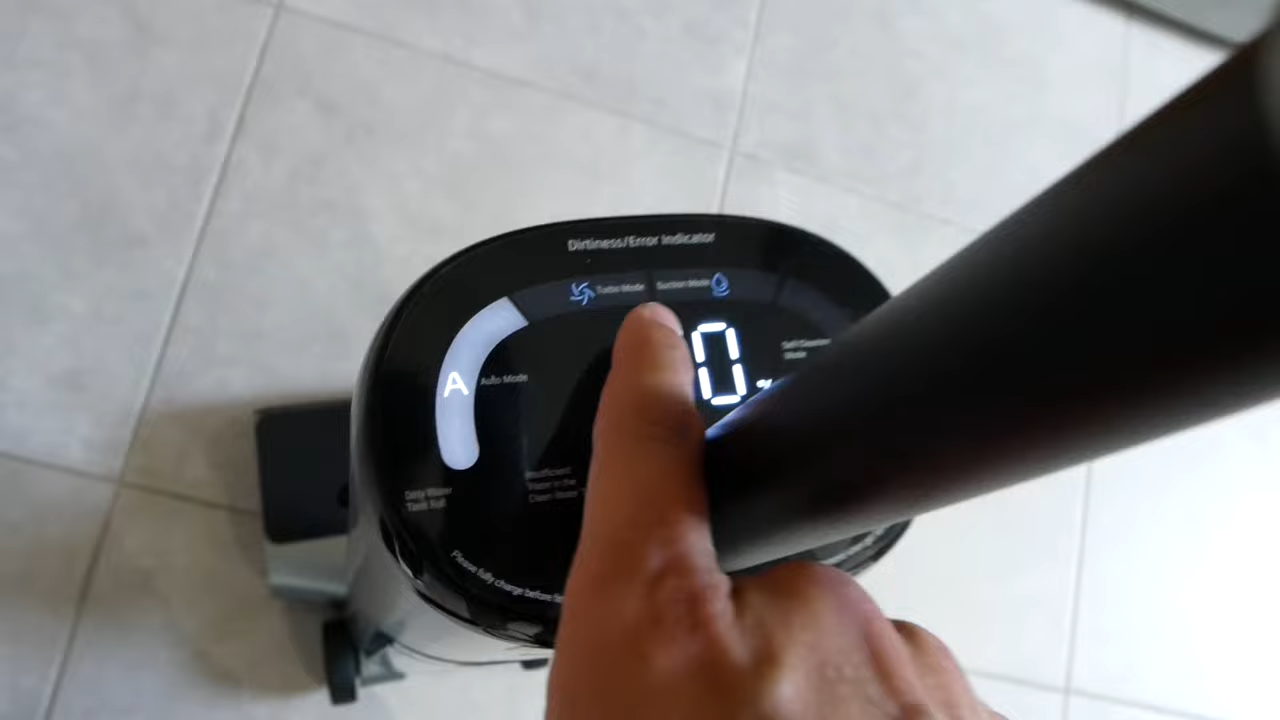 Dirtiness/Error Indicator
Turbo Mode
Suction Mode
0
%
Self Cleaning
Mode
A
Auto Mode
Insufficient
Water in the
Clean Water
Dirty Water
Tank Full
Please fully charge before